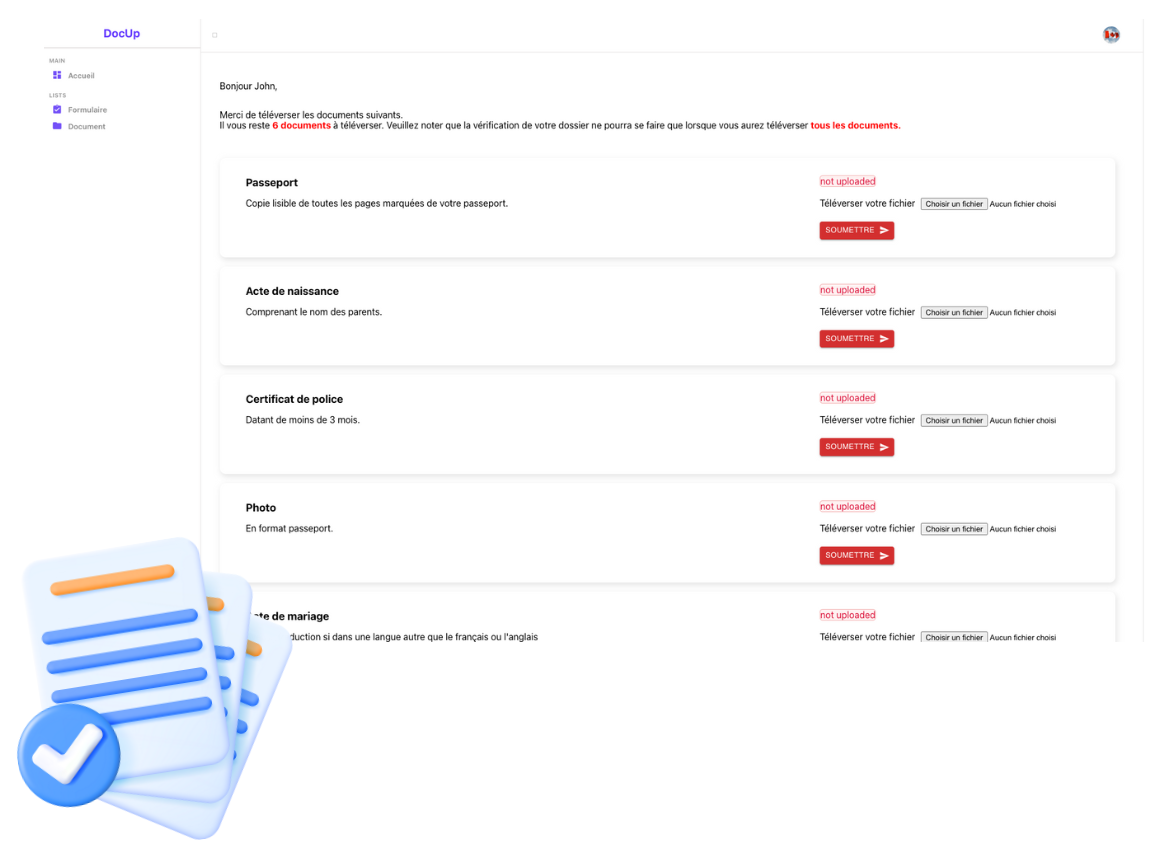 DocUp
MAIN
Accueil
LISTS
Formulaire
Document
Bonjour John,
Merci de téléverser les documents suivants.
Il vous reste 6 documents à téléverser. Veuillez noter que la vérification de votre dossier ne pourra se faire que lorsque vous aurez téléverser tous les documents.
Passeport
not uploaded
Copie lisible de toutes les pages marquées de votre passeport.
Téléverser votre fichier Choisir un fichier Aucun fichier choisi
SOUMETTRE
Acte de naissance
not uploaded
Comprenant le nom des parents.
Téléverser votre fichier Choisir un fichier Aucun fichier choisi
SOUMETTRE
Certificat de police
not uploaded
Datant de moins de 3 mois.
Téléverser votre fichier Choisir un fichier Aucun fichier choisi
SOUMETTRE
Photo
not uploaded
En format passeport.
Téléverser votre fichier Choisir un fichier Aucun fichier choisi
SOUMETTRE
de mariage
not uploaded
si dans une langue autre que le français ou l'anglais
Téléverser votre fichier Choisir un fichier Aucun fichier choisi